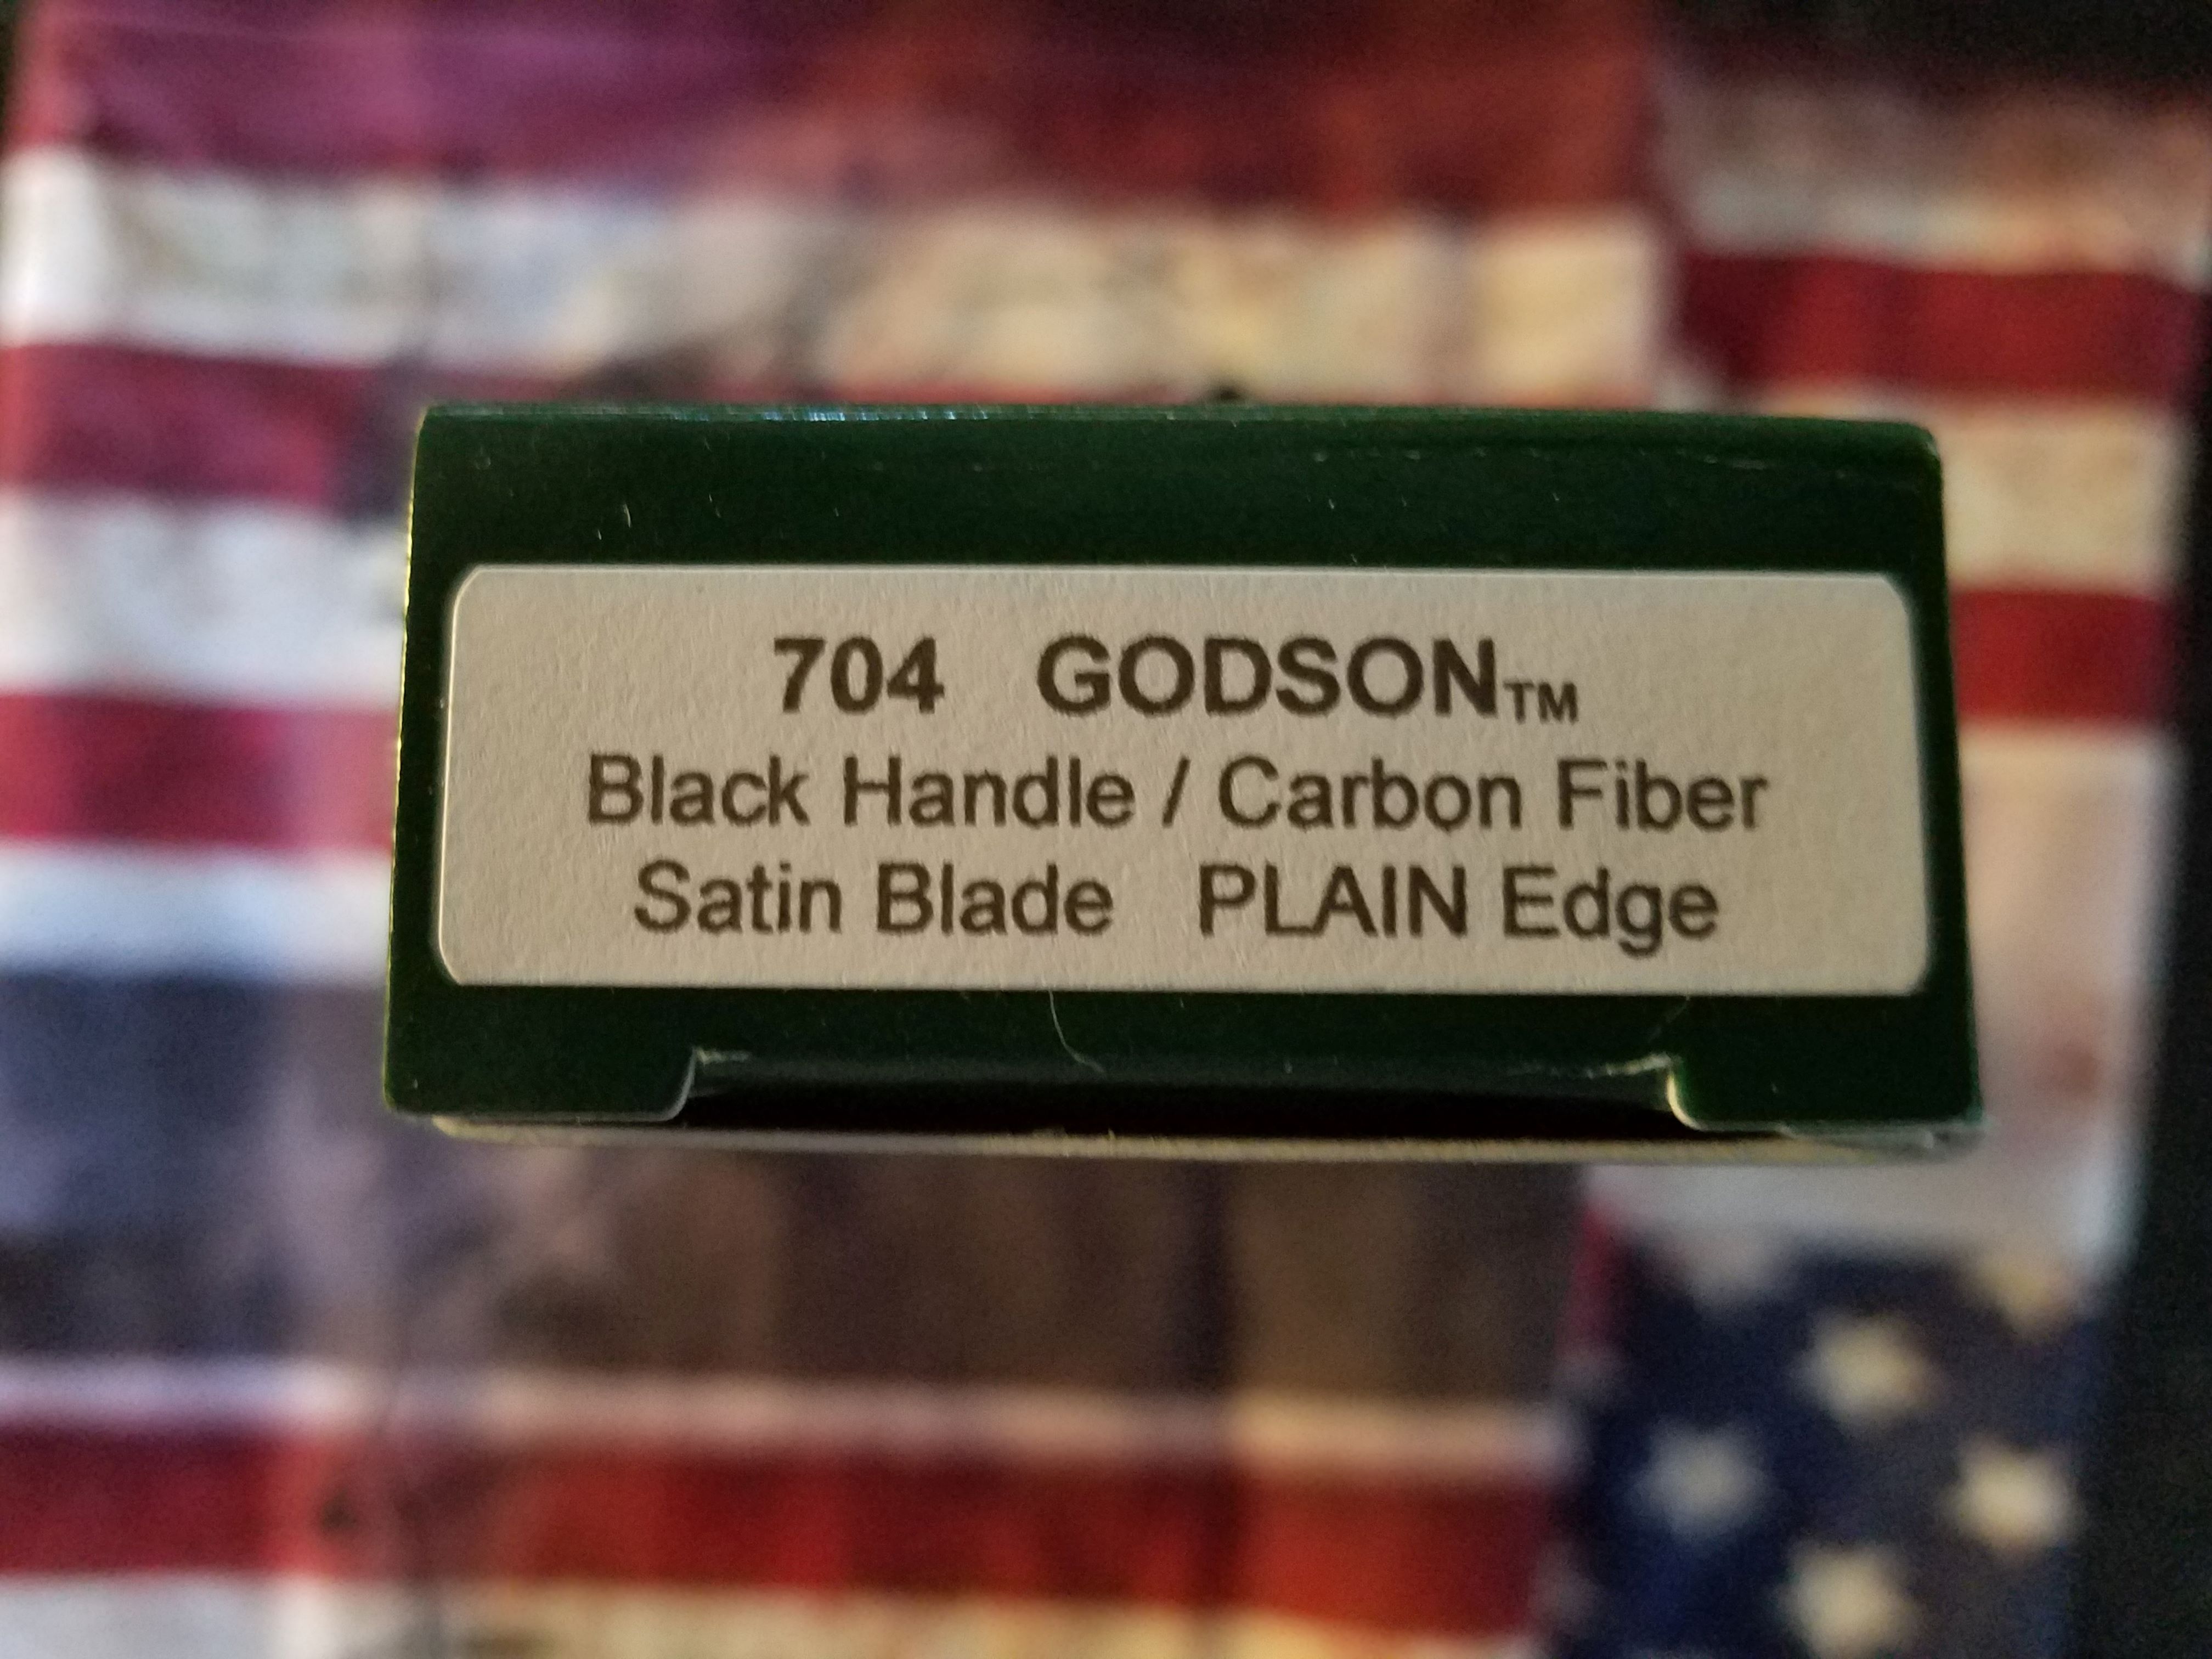 704 GODSON™
Black Handle / Carbon Fiber
Satin Blade PLAIN Edge